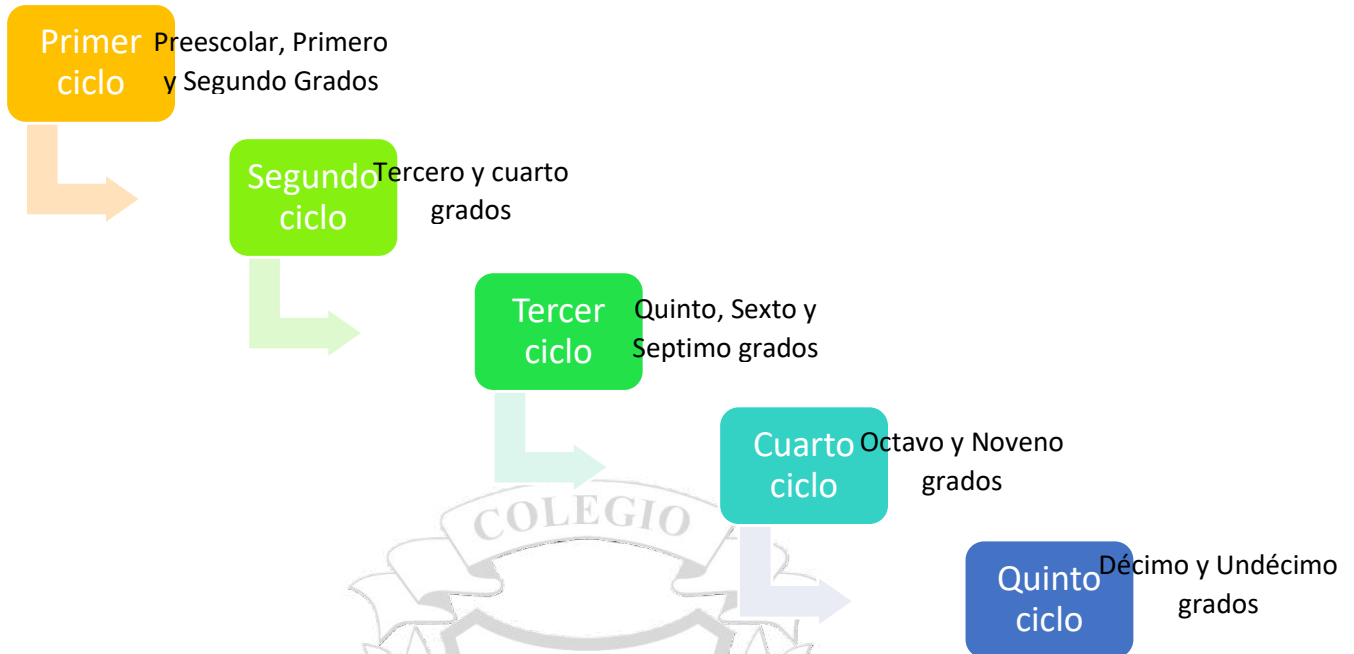 Primer
ciclo
Preescolar, Primero
y Segundo Grados
Segundo
ciclo
Tercero y cuarto
grados
Tercer
ciclo
Quinto, Sexto y
Septimo grados
Cuarto
ciclo
Octavo y Noveno
grados
COLEGIO
Quinto
ciclo
Décimo y Undécimo
grados